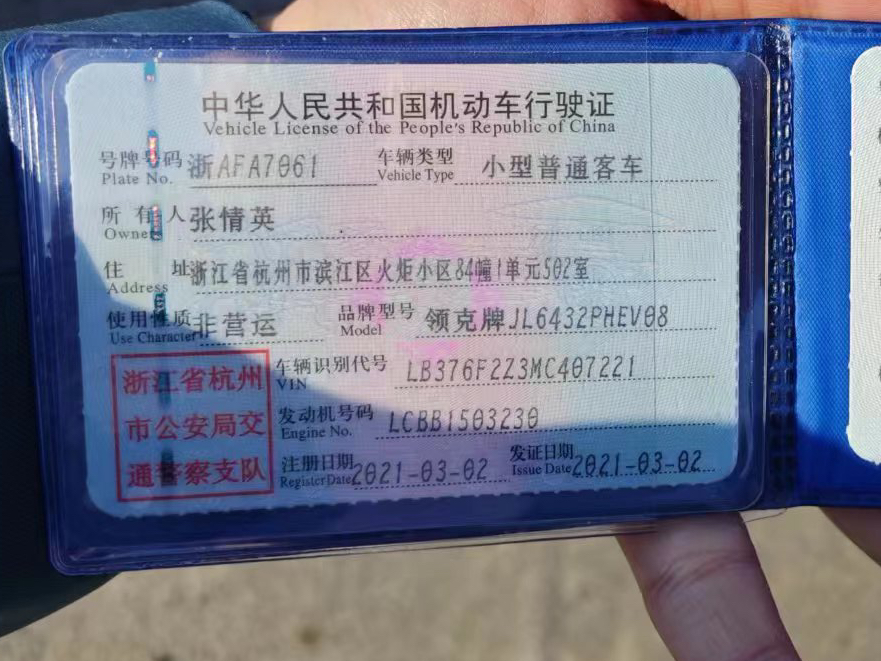 中华人民共和国机动车行驶证
Vehicle License of the People's Republic of China
号牌号码 浙AFA7061 车辆类型 小型普通客车
Plate No. Vehicle Type
所有人 张情英
Owner
住址 浙江省杭州市滨江区火炬小区84幢1单元502室
Address
使用性质 非营运 品牌型号 领克牌JL6432PHEV08
Use Character Model
车辆识别代号 LB376F2Z3MC407221
VIN
发动机号码 LCBB1503230
Engine No.
注册日期 2021-03-02 发证日期 2021-03-02
Register Date Issue Date
浙江省杭州
市公安局交
通警察支队